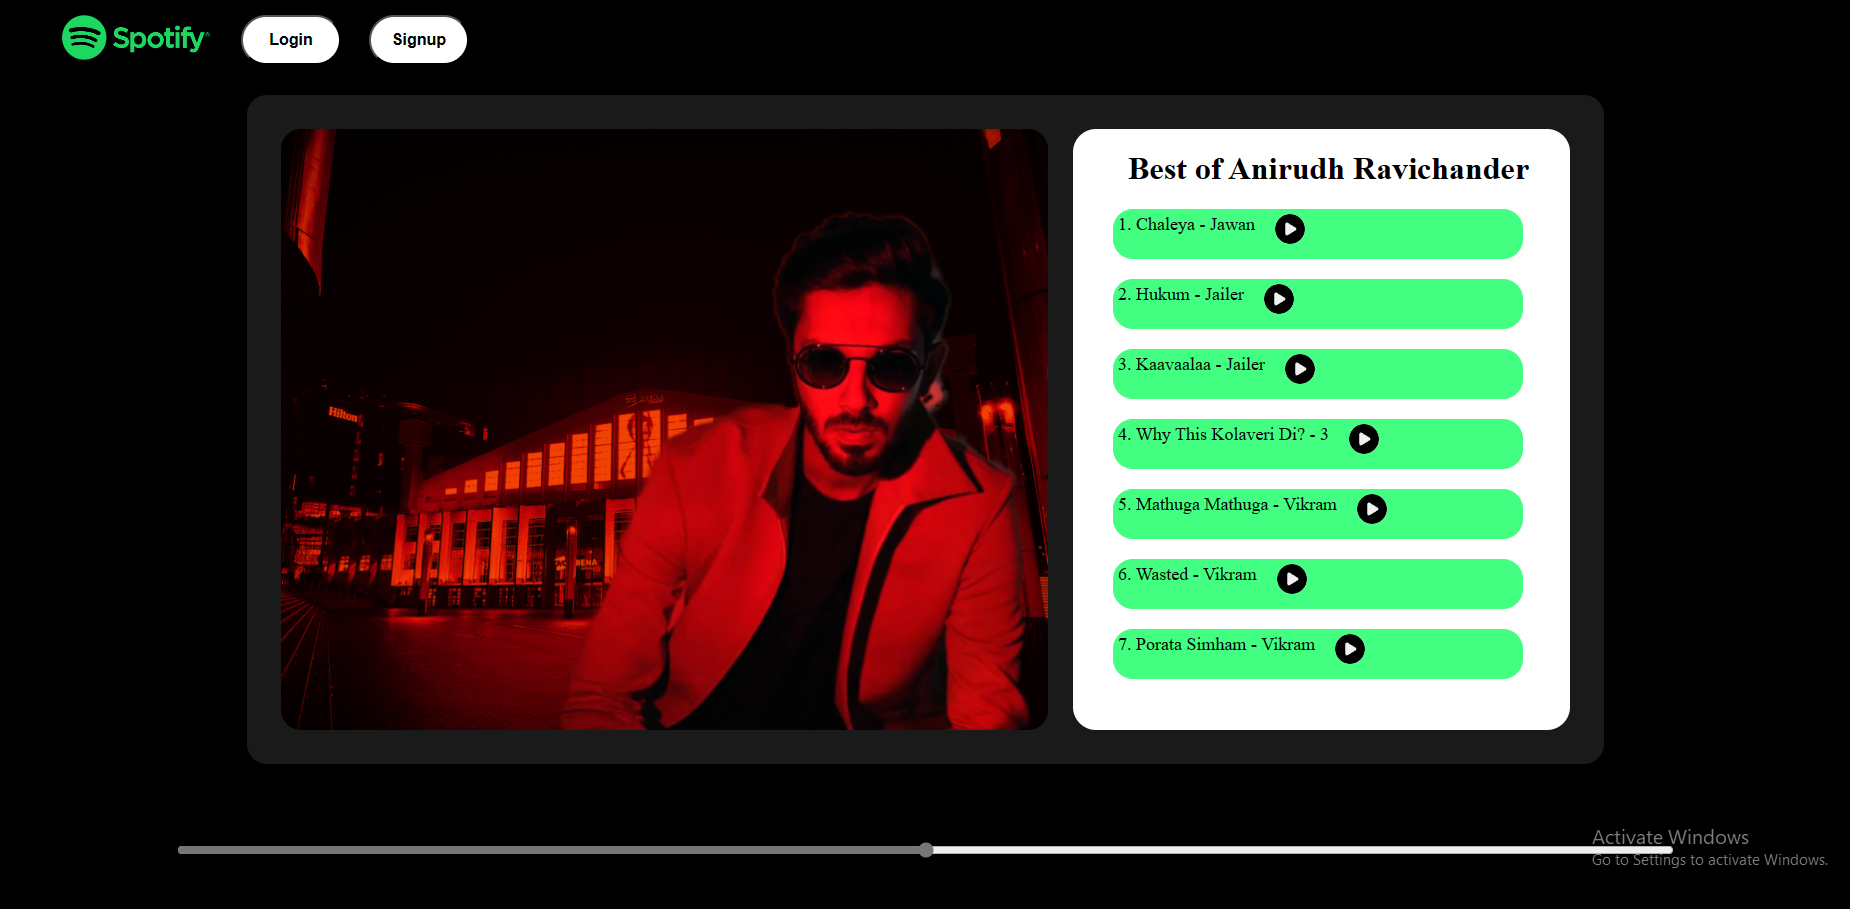 Spotify®
Login
Signup
Hilton
ARENA
Best of Anirudh Ravichander
1. Chaleya - Jawan
2. Hukum - Jailer
3. Kaavaalaa - Jailer
4. Why This Kolaveri Di? - 3
5. Mathuga Mathuga - Vikram
6. Wasted - Vikram
7. Porata Simham - Vikram
Activate Windows
Go to Settings to activate Windows.